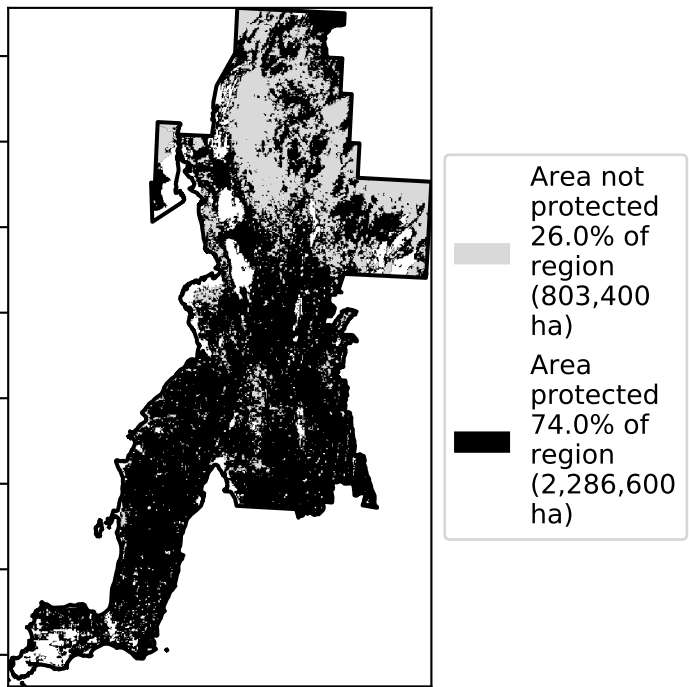 Area not
protected
26.0% of
region
(803,400
ha)
Area
protected
74.0% of
region
(2,286,600
ha)